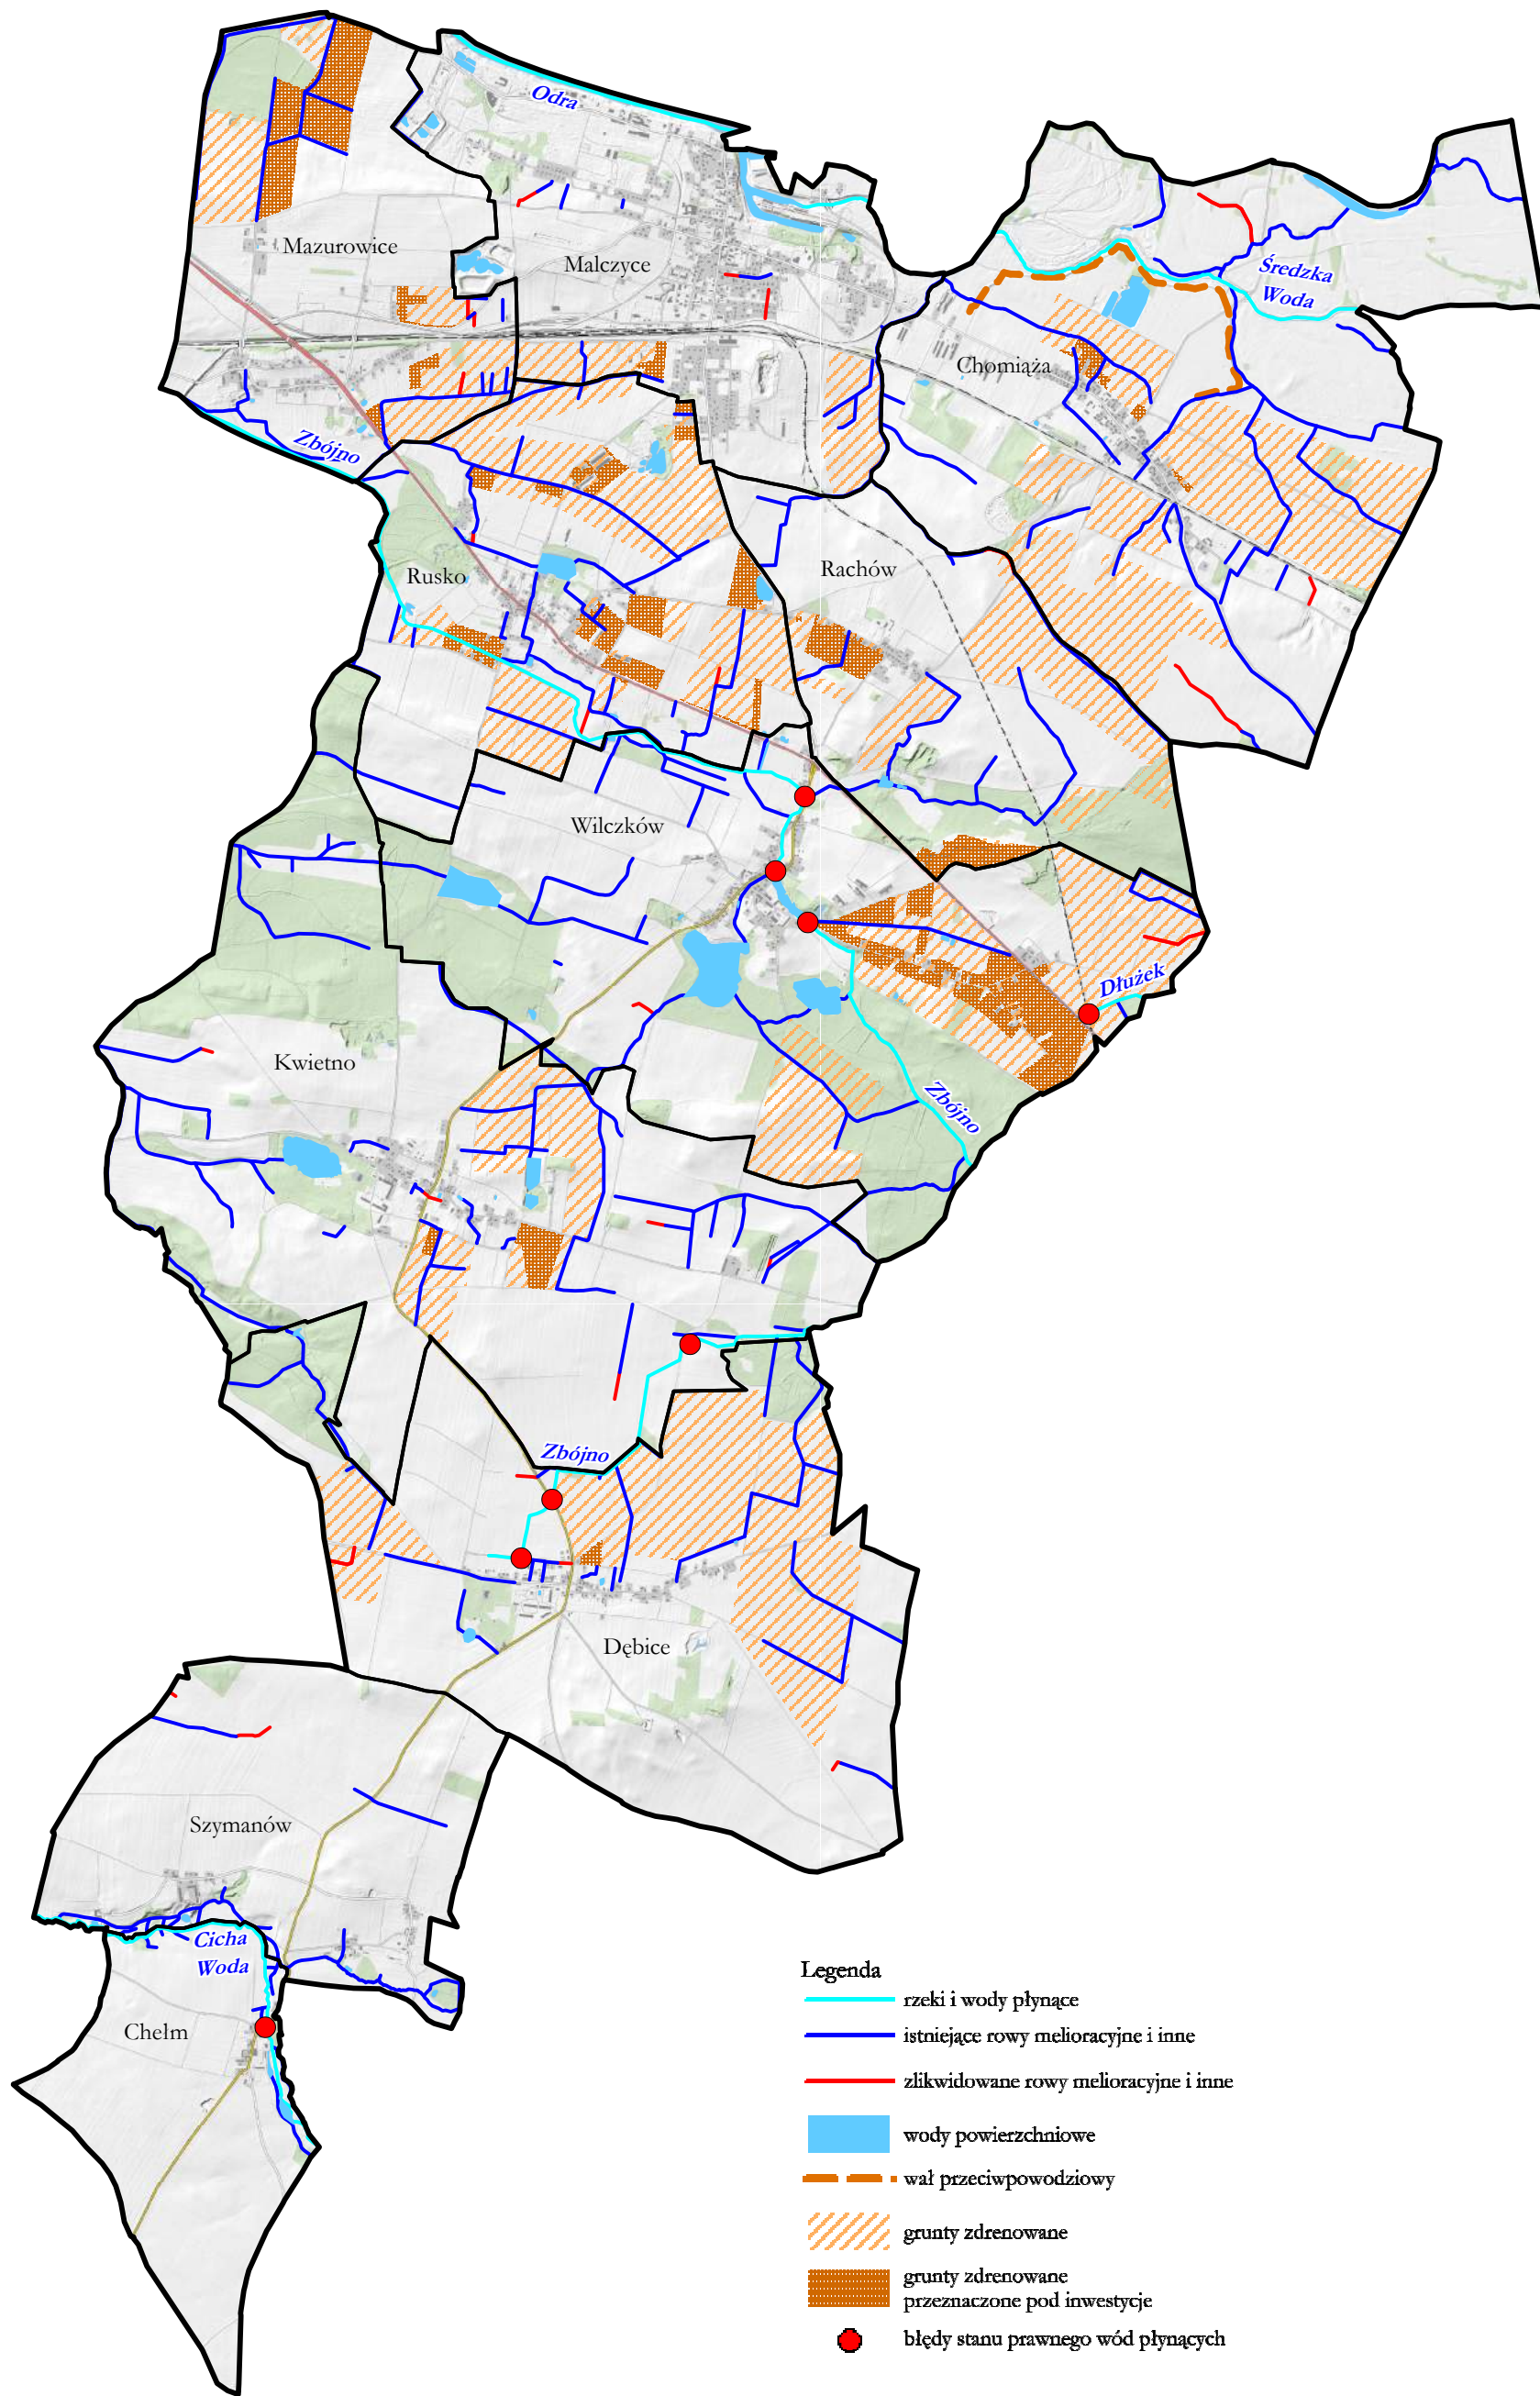 Odra
Mazurowice
Malczyce
Średzka
Woda
Chomiąża
Zbójno
Rusko
Rachów
Wilczków
Dłużek
Kwietno
Zbójno
Zbójno
Dębice
Szymanów
Cicha
Woda
Chełm
Legenda
rzeki i wody płynące
istniejące rowy melioracyjne i inne
zlikwidowane rowy melioracyjne i inne
wody powierzchniowe
wał przeciwpowodziowy
grunty zdrenowane
grunty zdrenowane
przeznaczone pod inwestycje
błędy stanu prawnego wód płynących